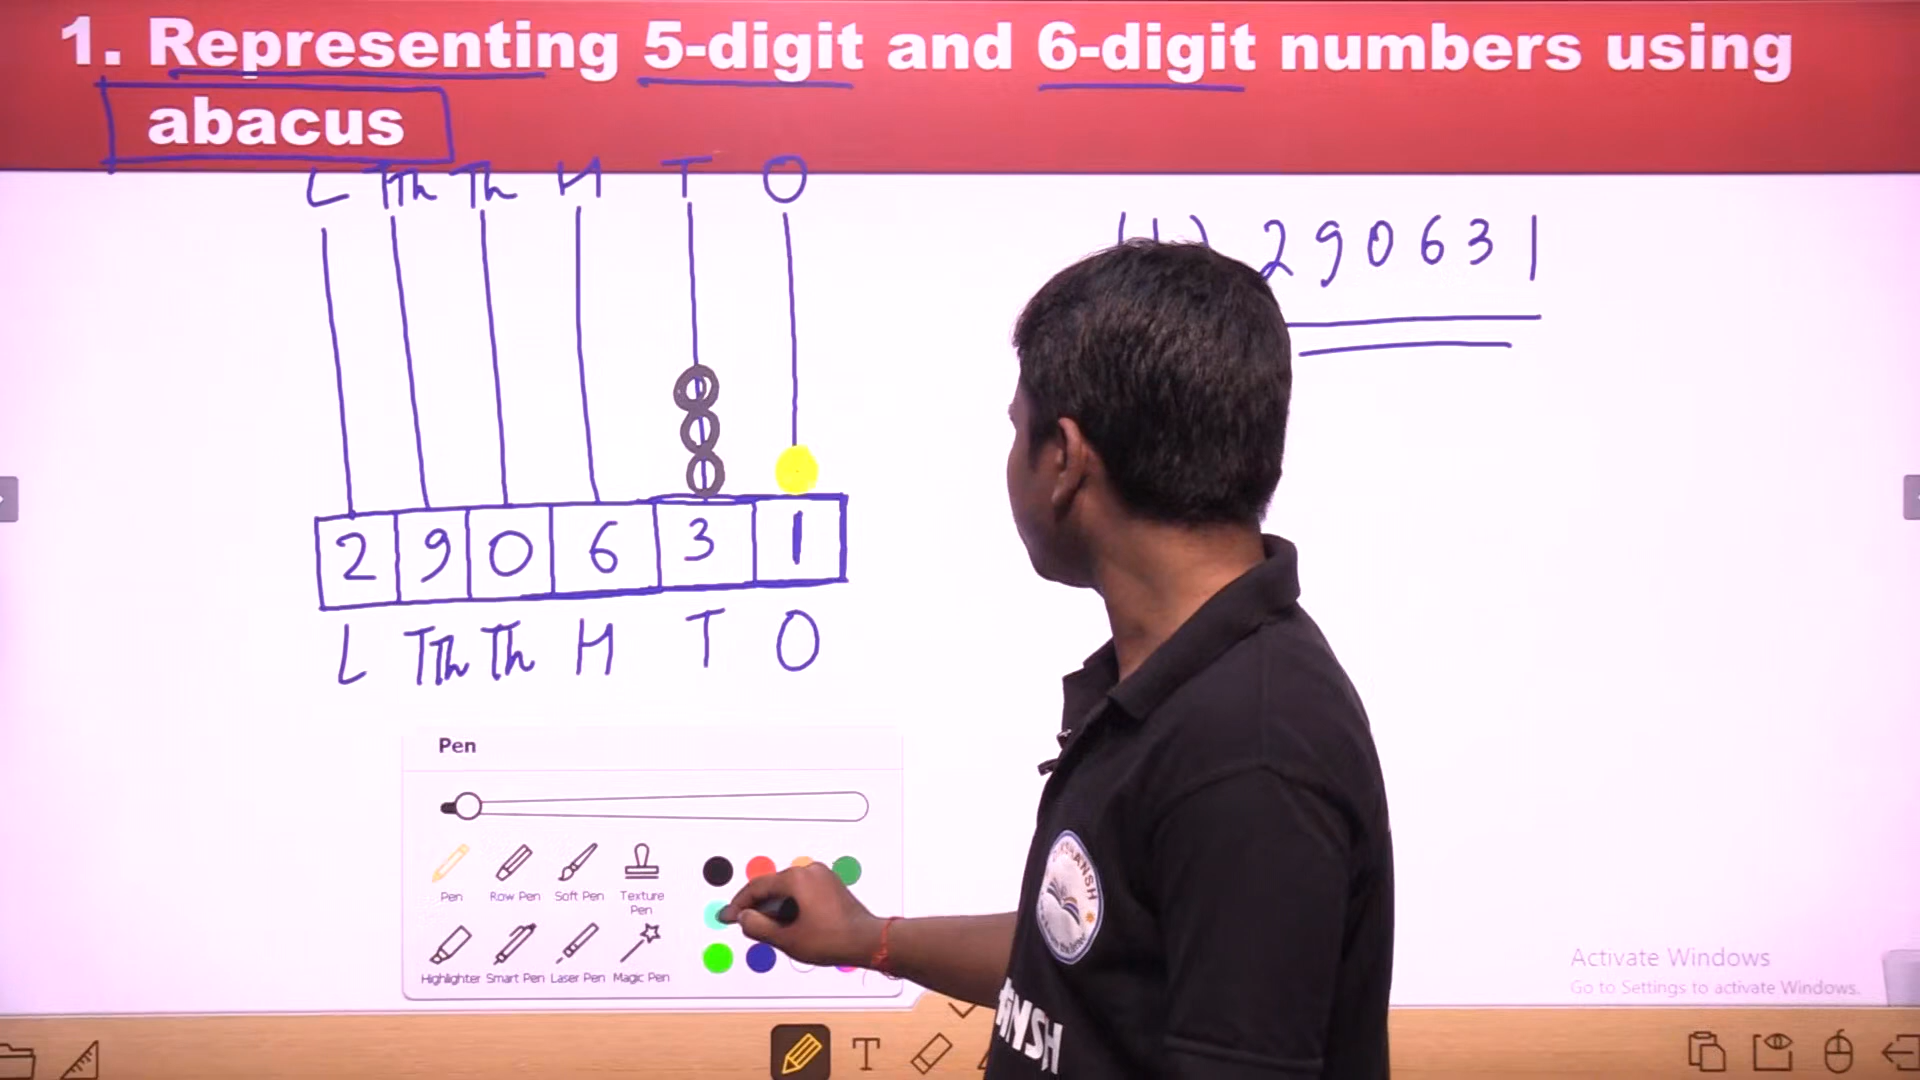 1. Representing 5-digit and 6-digit numbers using
abacus
L TTh Th H T O
290631
2 9 0 6 3 1
L TTh Th H T O
Pen
Pen Row Pen Soft Pen Texture Pen
Highlighter Smart Pen Laser Pen Magic Pen
Activate Windows
Go to Settings to activate Windows.
T